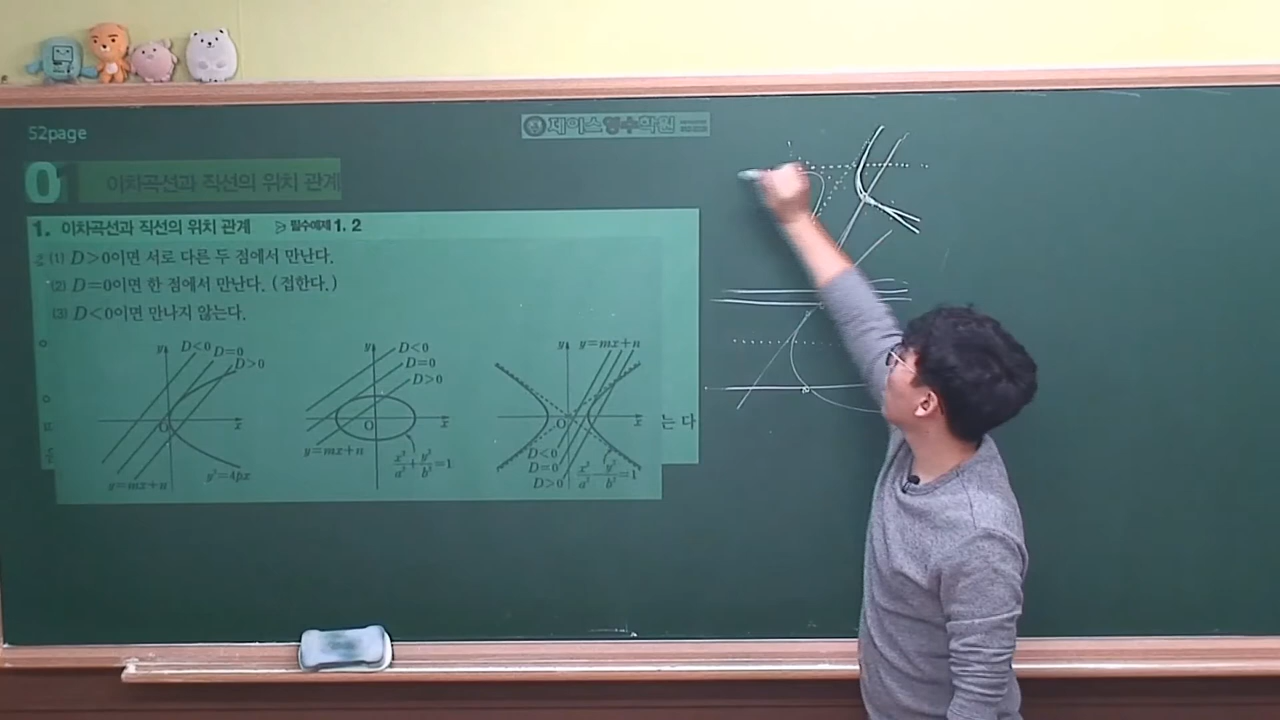 52page
제이스영수학원
01 이차곡선과 직선의 위치 관계
1. 이차곡선과 직선의 위치 관계 ▷ 필수예제 1. 2
(1) D>0이면 서로 다른 두 점에서 만난다.
(2) D=0이면 한 점에서 만난다. (접한다.)
(3) D<0이면 만나지 않는다.
y D<0 D=0 D>0
O x
y=mx+n y²=4px
y D<0
D=0
D>0
O x
y=mx+n x²/a²+y²/b²=1
y y=mx+n
O x
는 다
D<0
D=0
D>0 x²/a²-y²/b²=1